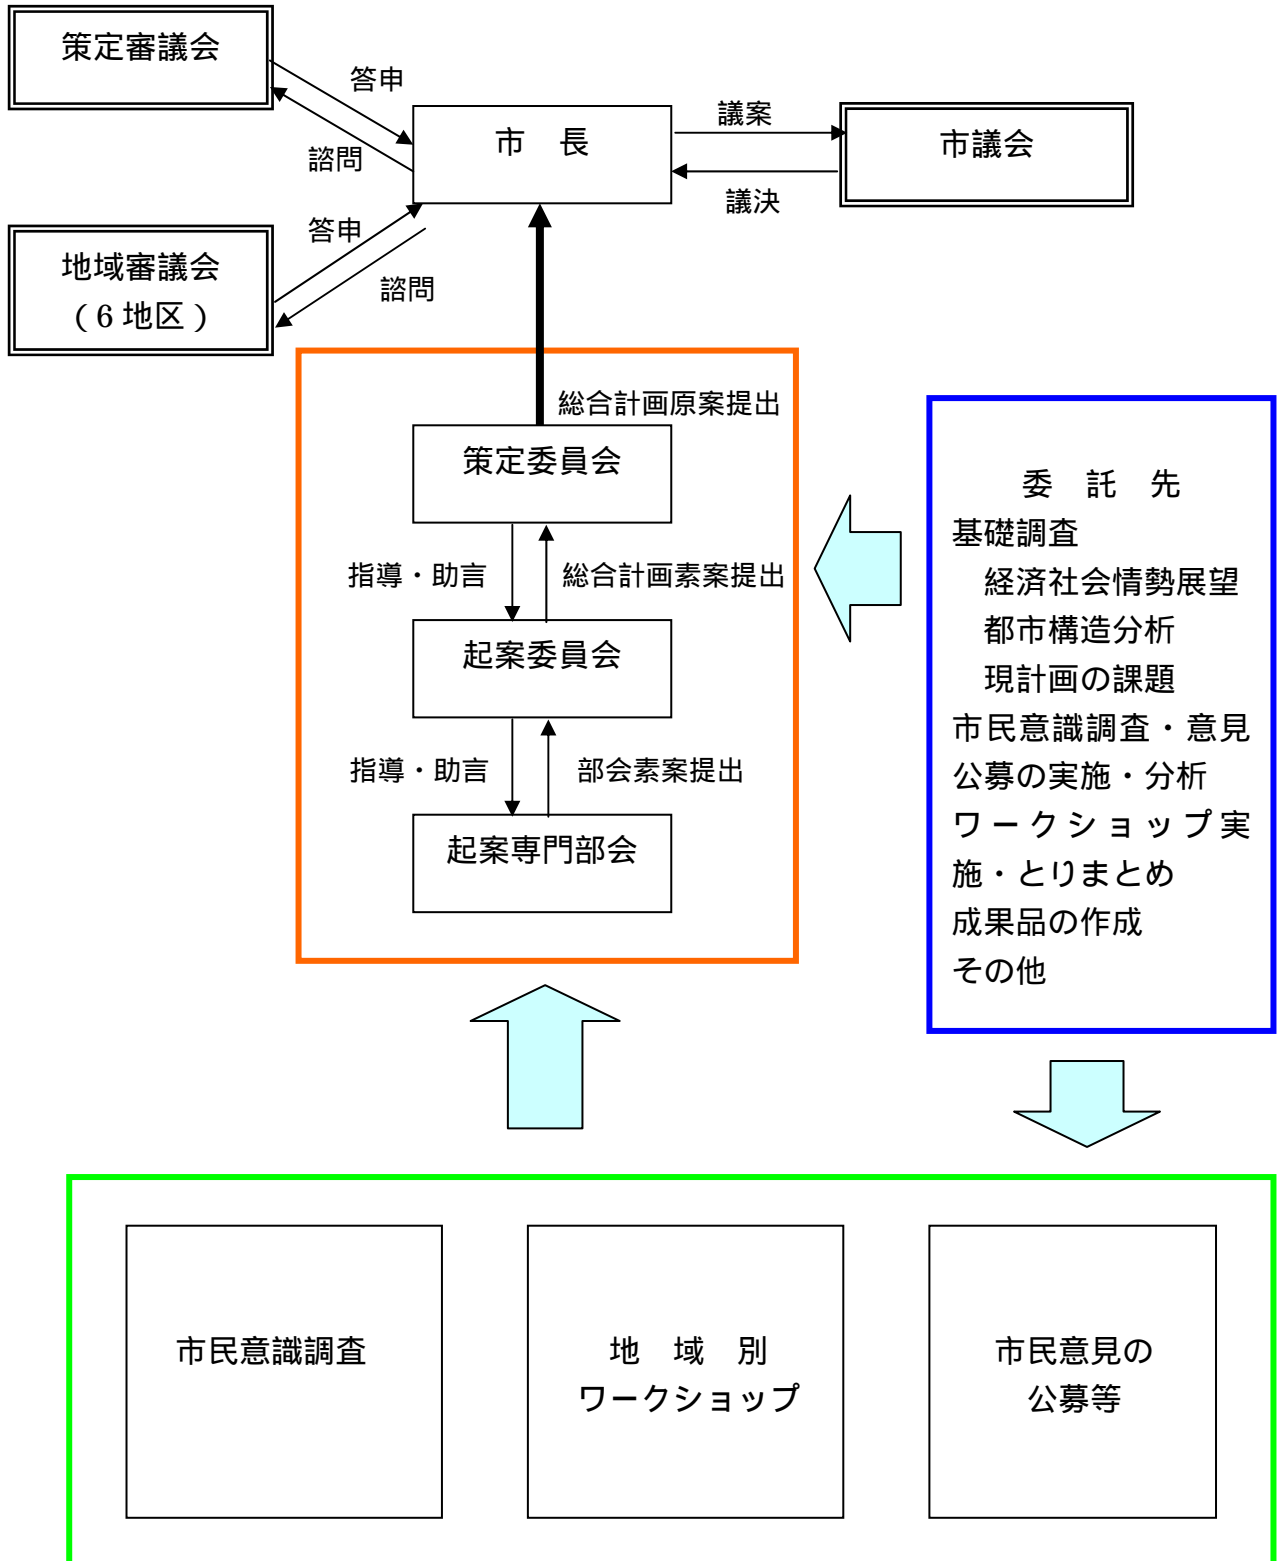 策定審議会
答申
諮問
市　長
議案
議決
市議会
地域審議会
（６地区）
答申
諮問
総合計画原案提出
策定委員会
指導・助言
総合計画素案提出
起案委員会
指導・助言
部会素案提出
起案専門部会
委　託　先
基礎調査
　経済社会情勢展望
　都市構造分析
　現計画の課題
市民意識調査・意見
公募の実施・分析
ワークショップ実
施・とりまとめ
成果品の作成
その他
市民意識調査
地　域　別
ワークショップ
市民意見の
公募等